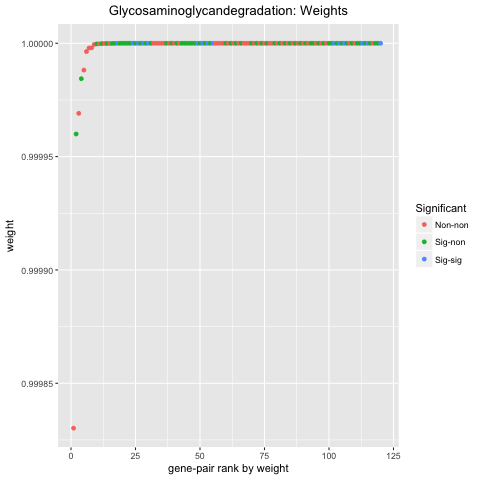 Glycosaminoglycandegradation: Weights
1.00000
0.99995
0.99990
0.99985
weight
0
25
50
75
100
125
gene-pair rank by weight
Significant
Non-non
Sig-non
Sig-sig